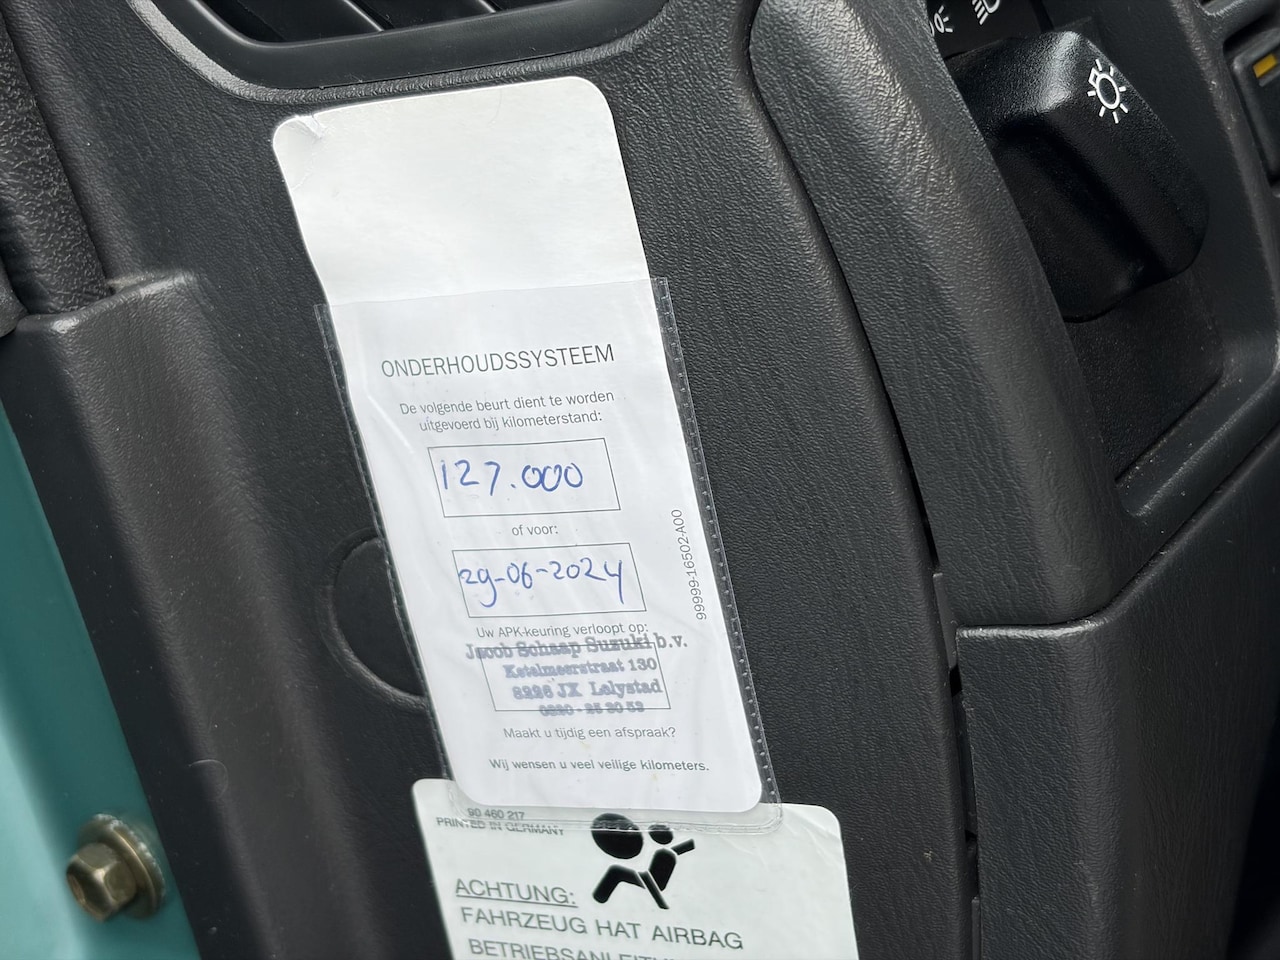 ONDERHOUDSSYSTEEM
De volgende beurt dient te worden
uitgevoerd bij kilometerstand:
127.000
of voor:
29-06-2024
99999-16502-A00
Uw APK-keuring verloopt op:
Jacob Schaap Suzuki b.v.
Ketelmeerstraat 130
8226 JX Lelystad
Maakt u tijdig een afspraak?
Wij wensen u veel veilige kilometers.
90 460 217
PRINTED IN GERMANY
ACHTUNG:
FAHRZEUG HAT AIRBAG